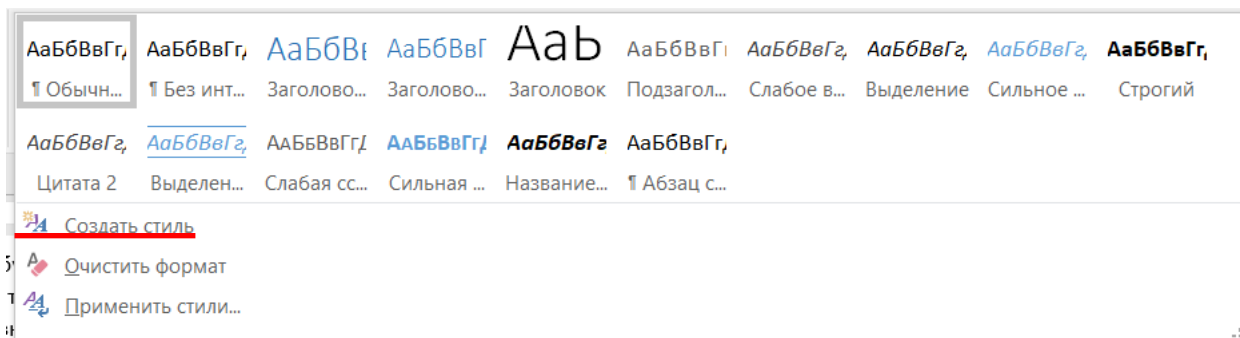 АаБбВвГг, АаБбВвГг, АаБбВв АаБбВвГ АаЬ АаБбВвГг АаБбВвГг, АаБбВвГг, АаБбВвГг, АаБбВвГг,
¶ Обычн... ¶ Без инт... Заголово... Заголово... Заголовок Подзагол... Слабое в... Выделение Сильное ... Строгий
АаБбВвГг, АаБбВвГг, АаБбВвГгД АаБбВвГгД АаБбВвГг АаБбВвГг,
Цитата 2 Выделен... Слабая сс... Сильная ... Название... ¶ Абзац с...
Создать стиль
Очистить формат
Применить стили...